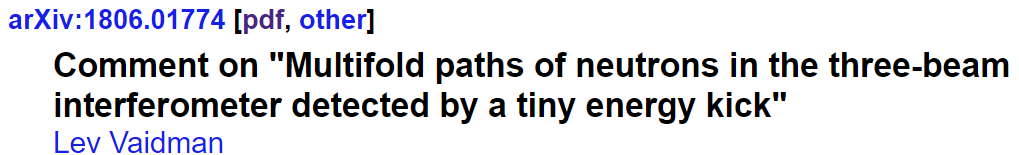 arXiv:1806.01774 [pdf, other]
Comment on "Multifold paths of neutrons in the three-beam
interferometer detected by a tiny energy kick"
Lev Vaidman